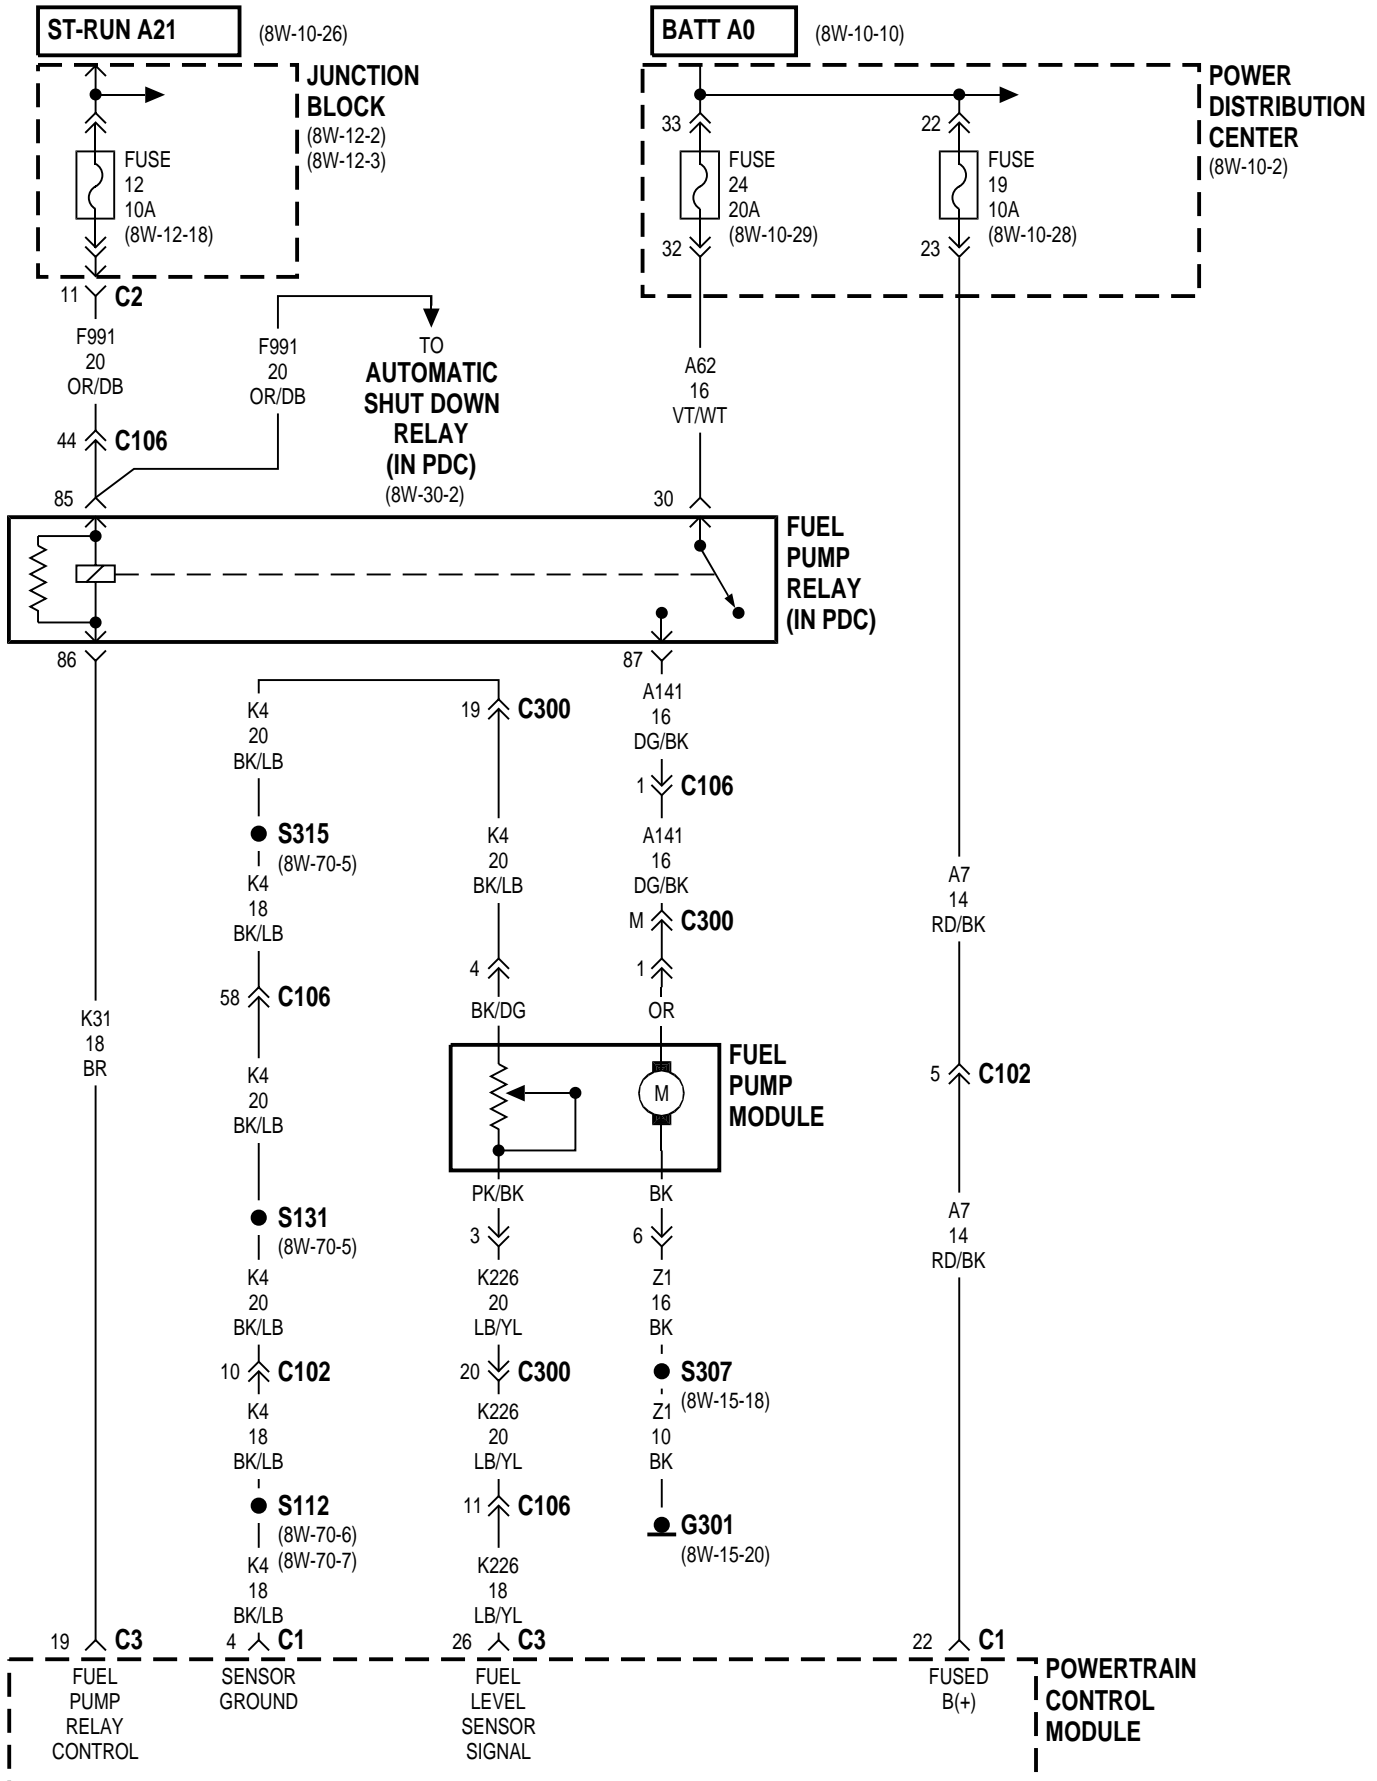 ST-RUN A21
(8W-10-26)
BATT A0
(8W-10-10)
JUNCTION
BLOCK
(8W-12-2)
(8W-12-3)
POWER
DISTRIBUTION
CENTER
(8W-10-2)
FUSE
12
10A
(8W-12-18)
33
FUSE
24
20A
(8W-10-29)
32
22
FUSE
19
10A
(8W-10-28)
23
11
C2
F991
20
OR/DB
F991
20
OR/DB
TO
AUTOMATIC
SHUT DOWN
RELAY
(IN PDC)
(8W-30-2)
A62
16
VT/WT
44
C106
85
30
FUEL
PUMP
RELAY
(IN PDC)
86
87
K4
20
BK/LB
19
C300
A141
16
DG/BK
1
C106
S315
(8W-70-5)
K4
18
BK/LB
K4
20
BK/LB
A141
16
DG/BK
M
C300
A7
14
RD/BK
58
C106
4
1
BK/DG
OR
K31
18
BR
K4
20
BK/LB
M
FUEL
PUMP
MODULE
5
C102
PK/BK
BK
S131
(8W-70-5)
3
6
A7
14
RD/BK
K4
20
BK/LB
K226
20
LB/YL
Z1
16
BK
10
C102
20
C300
S307
(8W-15-18)
K4
18
BK/LB
K226
20
LB/YL
Z1
10
BK
S112
(8W-70-6)
(8W-70-7)
11
C106
G301
(8W-15-20)
K4
18
BK/LB
K226
18
LB/YL
19
C3
4
C1
26
C3
22
C1
FUEL
PUMP
RELAY
CONTROL
SENSOR
GROUND
FUEL
LEVEL
SENSOR
SIGNAL
FUSED
B(+)
POWERTRAIN
CONTROL
MODULE